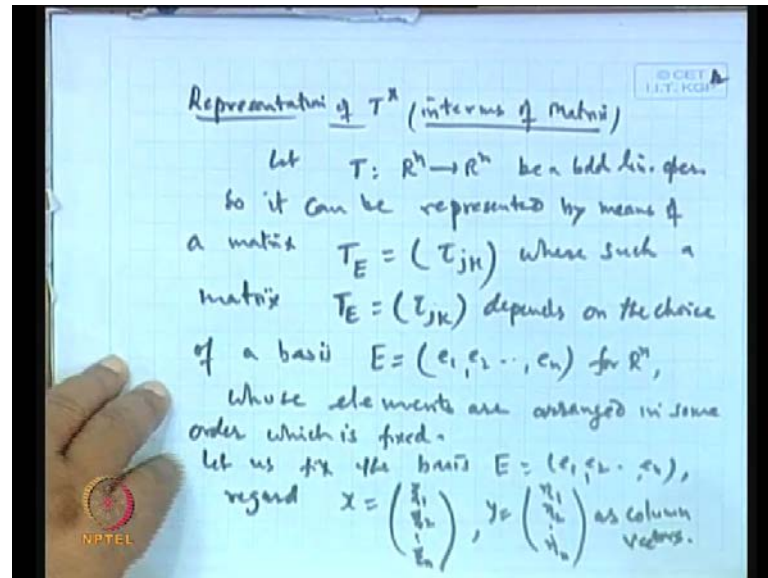 © CET
I.I.T. KGP
Representation of T^x (interms of Matrix)
Let T: R^n → R^n be a bdd lin. oper.
So it can be represented by means of
a matrix T_E = (τ_jk) where such a
matrix T_E = (τ_jk) depends on the choice
of a basis E = (e_1, e_2 .., e_n) for R^n,
whose elements are arranged in some
order which is fixed.
Let us fix the basis E = (e_1, e_2 .., e_n),
regard x = (ξ_1 ξ_2 ⋮ ξ_n), y = (η_1 η_2 ⋮ η_n) as column
vectors.
NPTEL